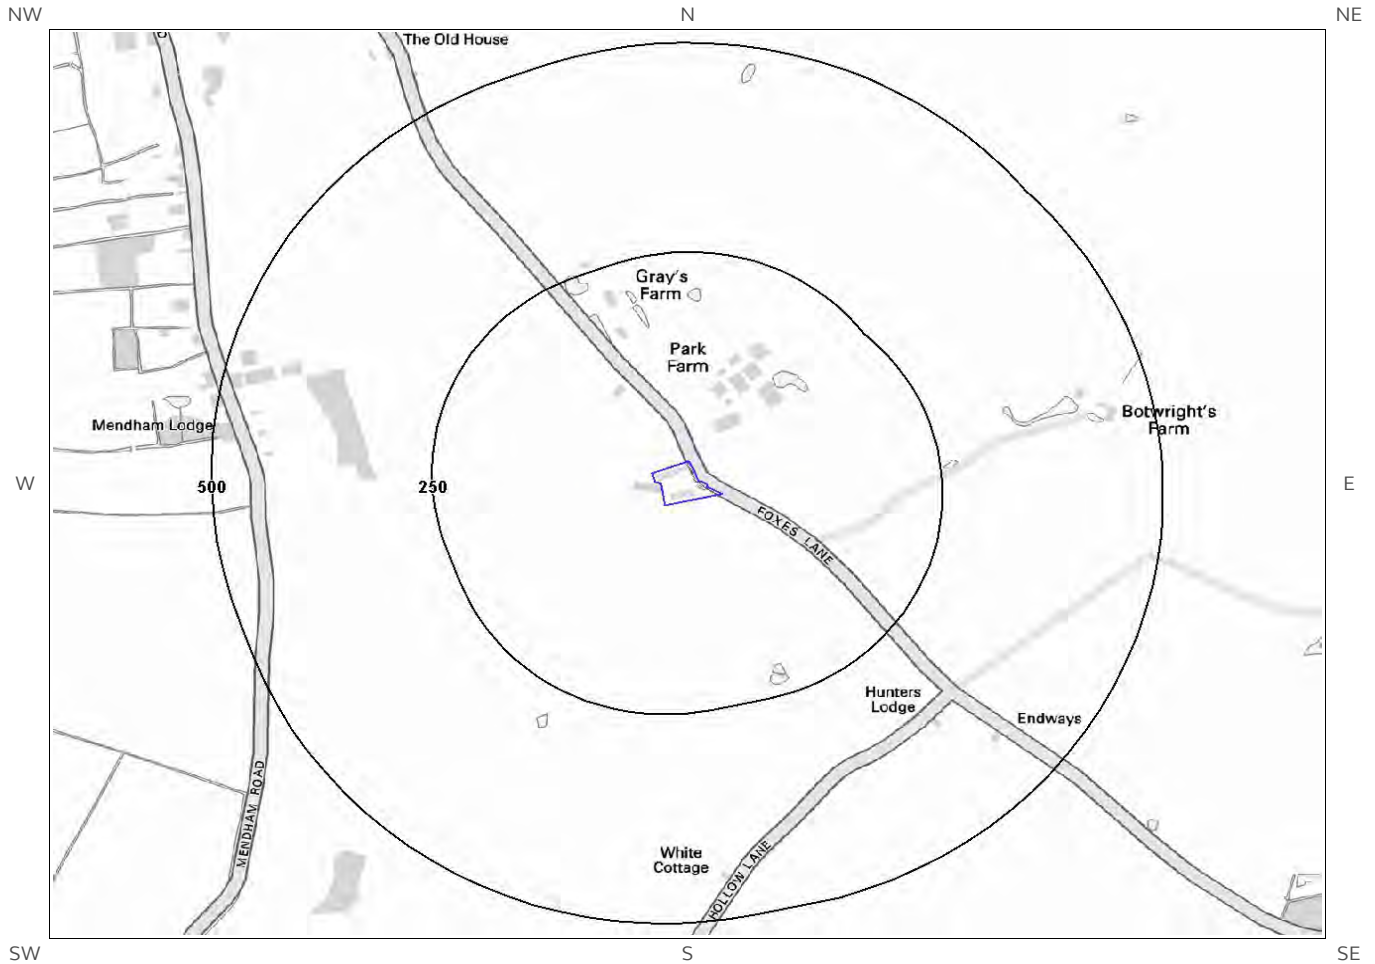 NW
N
NE
The Old House
Gray's
Farm
Park
Farm
Botwright's
Farm
Mendham Lodge
W
500
250
E
FOXES LANE
Hunters
Lodge
Endways
MENDHAM ROAD
White
Cottage
HOLLOW LANE
SW
S
SE